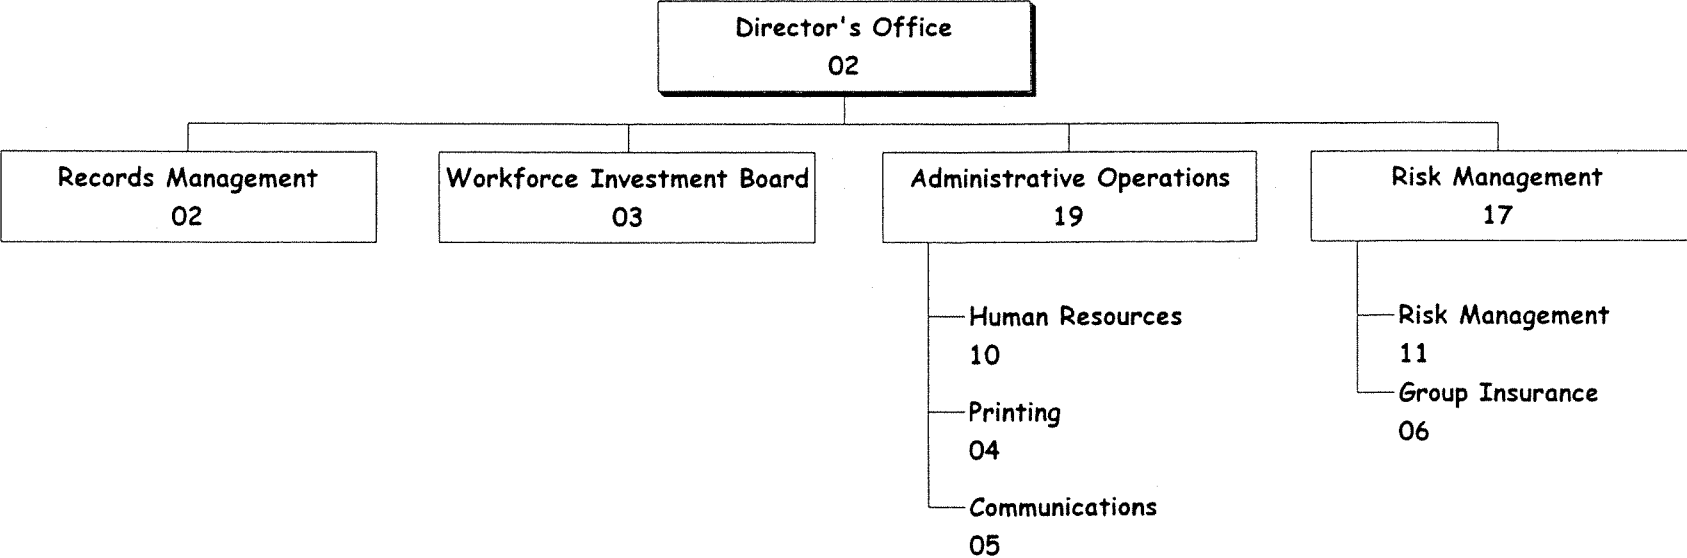 Director's Office
02
Records Management
02
Workforce Investment Board
03
Administrative Operations
19
Human Resources
10
Printing
04
Communications
05
Risk Management
17
Risk Management
11
Group Insurance
06